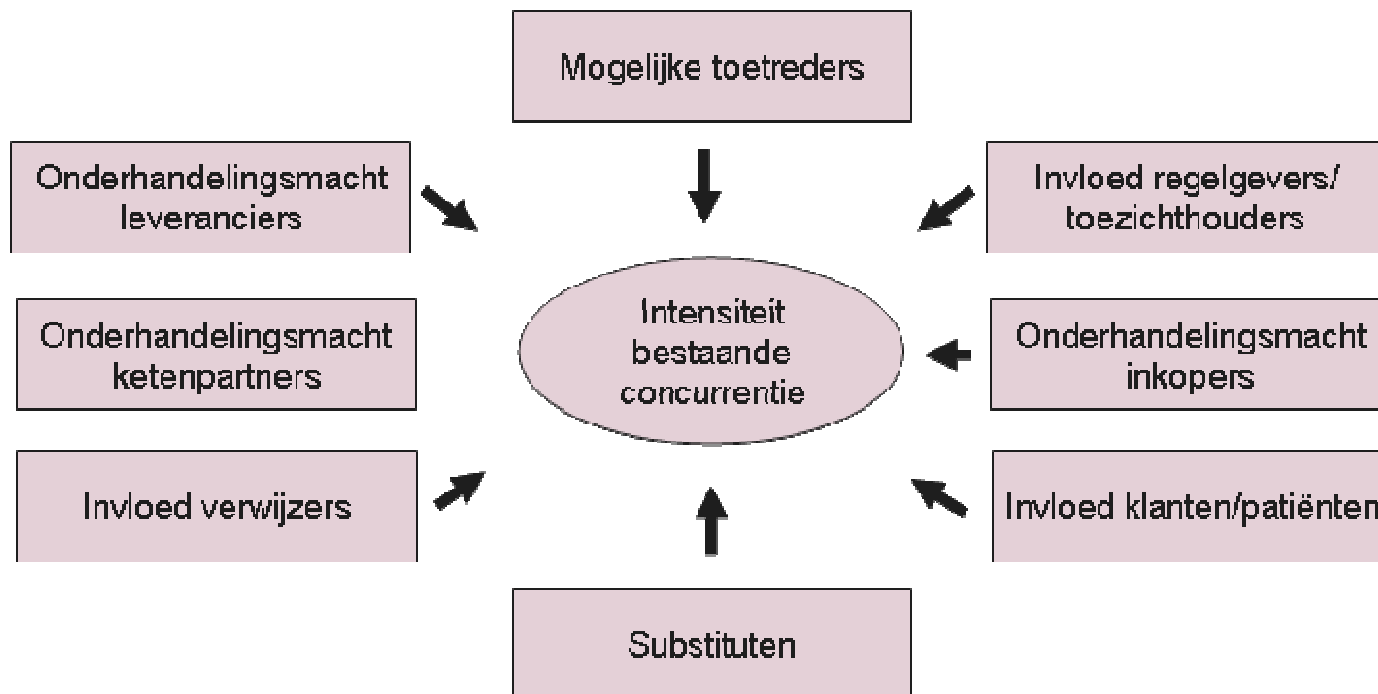 Mogelijke toetreders
Onderhandelingsmacht
leveranciers
Invloed regelgevers/
toezichthouders
Onderhandelingsmacht
ketenpartners
Intensiteit
bestaande
concurrentie
Onderhandelingsmacht
inkopers
Invloed verwijzers
Invloed klanten/patiënten
Substituten